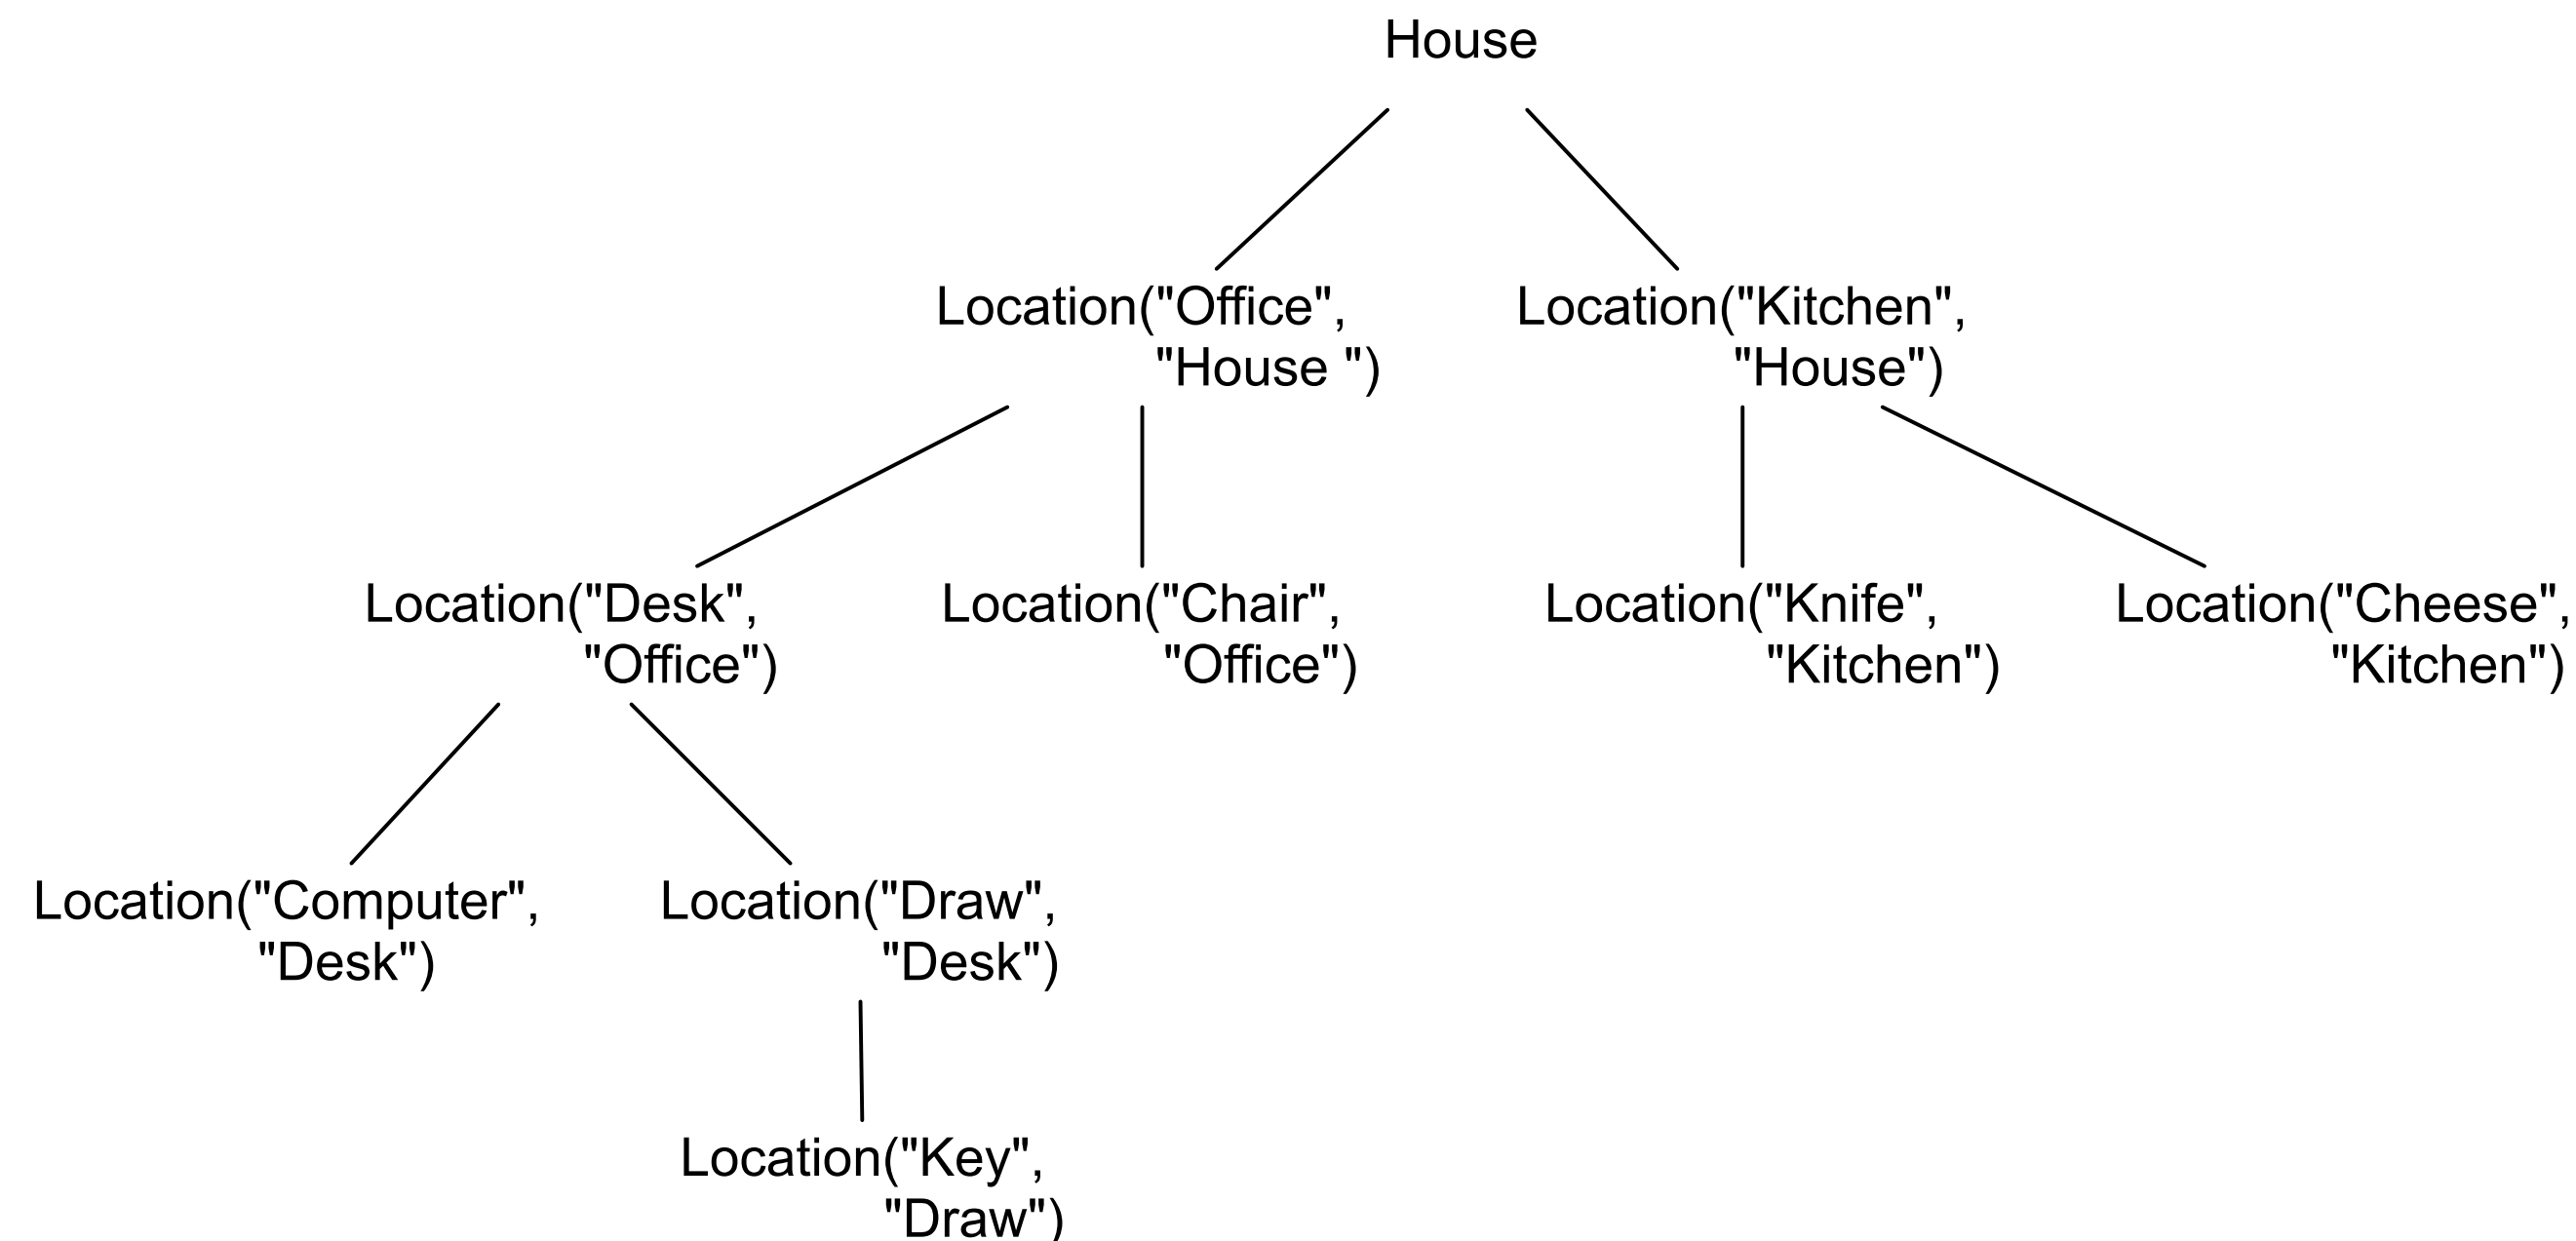 House
Location("Office",
"House ")
Location("Kitchen",
"House")
Location("Desk",
"Office")
Location("Chair",
"Office")
Location("Knife",
"Kitchen")
Location("Cheese",
"Kitchen")
Location("Computer",
"Desk")
Location("Draw",
"Desk")
Location("Key",
"Draw")